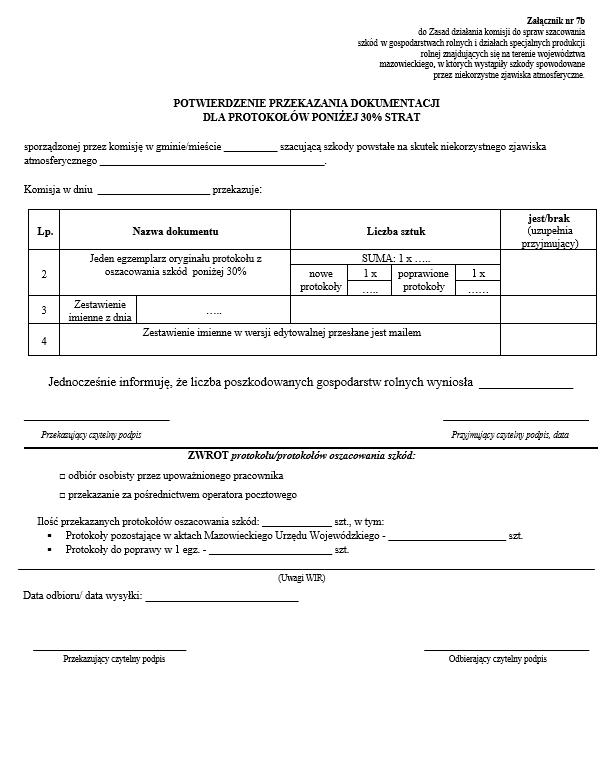 Załącznik nr 7b
do Zasad działania komisji do spraw szacowania
szkód w gospodarstwach rolnych i działach specjalnych produkcji
rolnej znajdujących się na terenie województwa
mazowieckiego, w których wystąpiły szkody spowodowane
przez niekorzystne zjawiska atmosferyczne.
POTWIERDZENIE PRZEKAZANIA DOKUMENTACJI
DLA PROTOKOŁÓW PONIŻEJ 30% STRAT
sporządzonej przez komisję w gminie/mieście __________ szacującą szkody powstałe na skutek niekorzystnego zjawiska
atmosferycznego __________________________________________.
Komisja w dniu _____________________ przekazuje:
Lp. Nazwa dokumentu Liczba sztuk jest/brak (uzupełnia przyjmujący)
2 Jeden egzemplarz oryginału protokołu z oszacowania szkód poniżej 30%
SUMA: 1 x …..
nowe protokoły 1 x ….. poprawione protokoły 1 x ……
3 Zestawienie imienne z dnia …..
4 Zestawienie imienne w wersji edytowalnej przesłane jest mailem
Jednocześnie informuję, że liczba poszkodowanych gospodarstw rolnych wyniosła _______________
Przekazujący czytelny podpis Przyjmujący czytelny podpis, data
ZWROT protokołu/protokołów oszacowania szkód:
□ odbiór osobisty przez upoważnionego pracownika
□ przekazanie za pośrednictwem operatora pocztowego
Ilość przekazanych protokołów oszacowania szkód: _____________ szt., w tym:
▪ Protokoły pozostające w aktach Mazowieckiego Urzędu Wojewódzkiego - ______________________ szt.
▪ Protokoły do poprawy w 1 egz. - _______________________ szt.
(Uwagi WIR)
Data odbioru/ data wysyłki: _____________________________
Przekazujący czytelny podpis Odbierający czytelny podpis